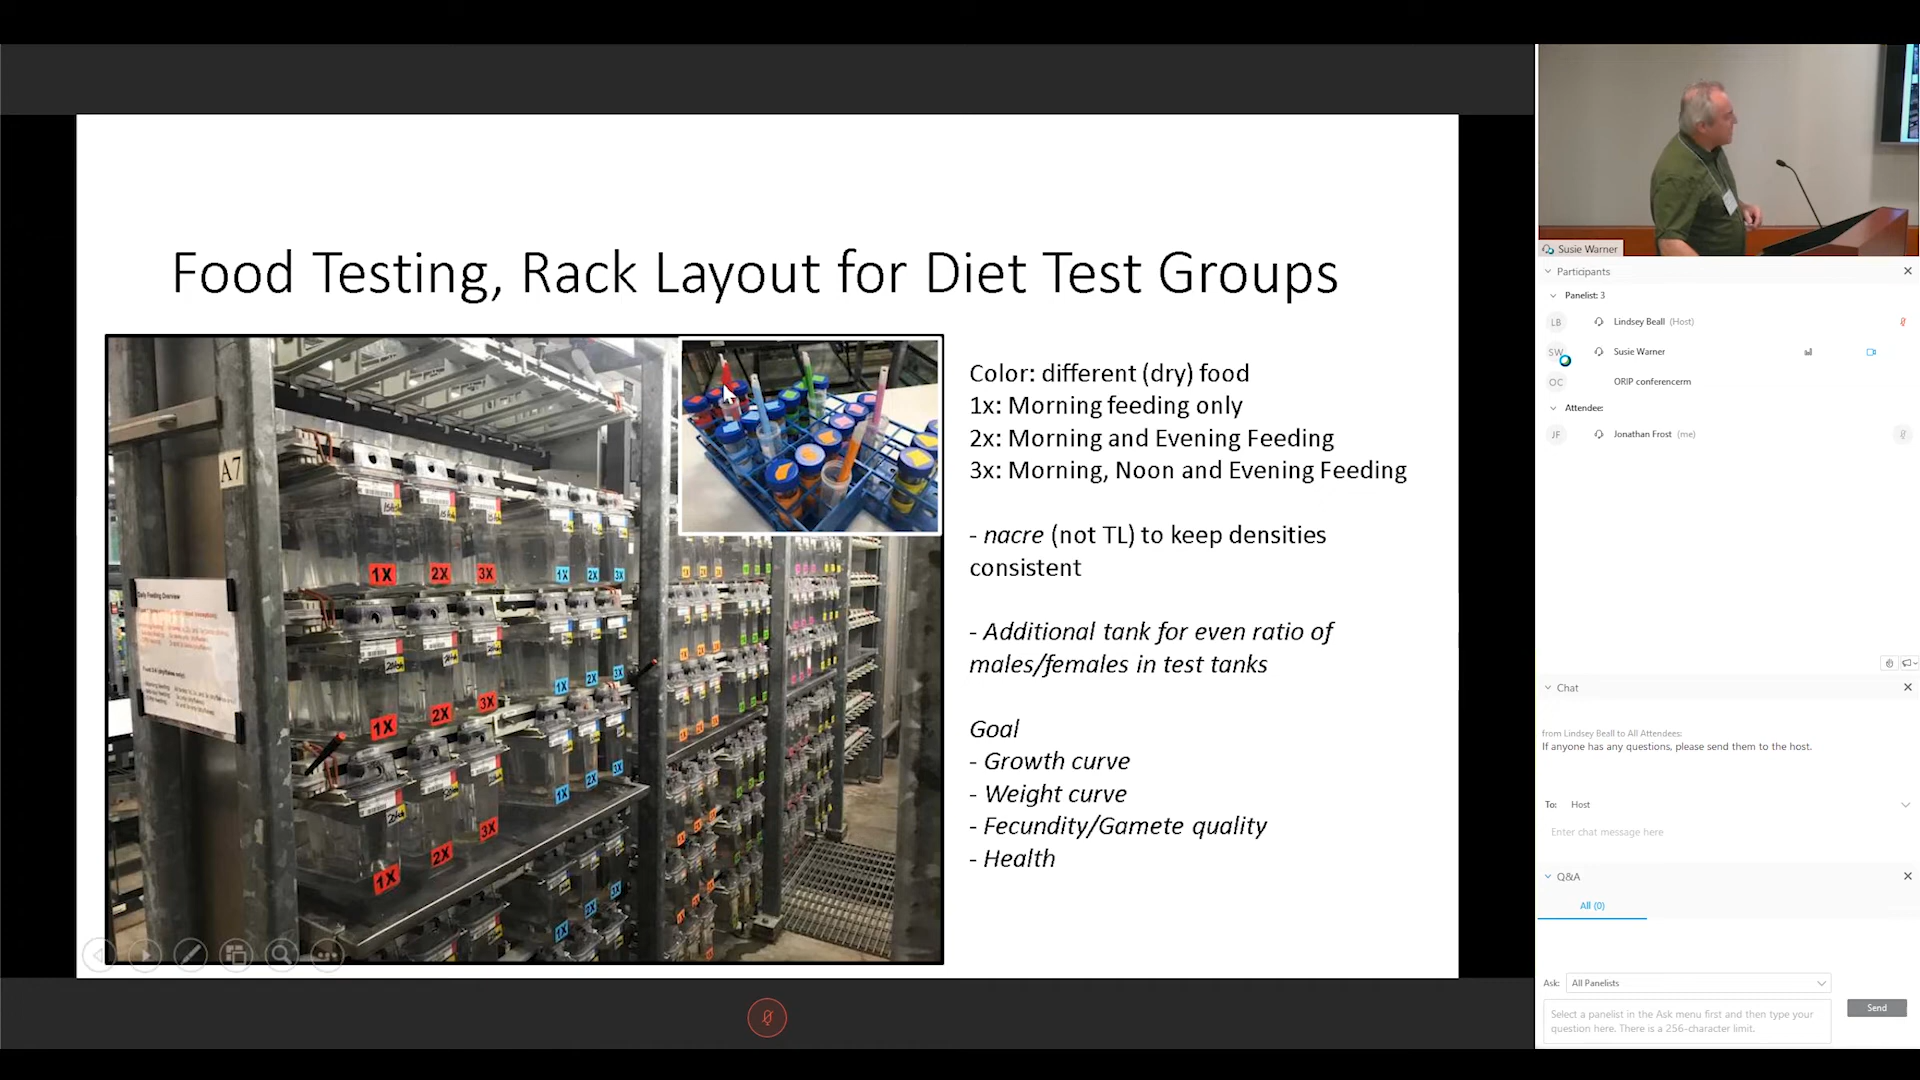 Food Testing, Rack Layout for Diet Test Groups
Color: different (dry) food
1x: Morning feeding only
2x: Morning and Evening Feeding
3x: Morning, Noon and Evening Feeding
- nacre (not TL) to keep densities
consistent
- Additional tank for even ratio of
males/females in test tanks
Goal
- Growth curve
- Weight curve
- Fecundity/Gamete quality
- Health
A7
Daily Feeding Overview
1X 2X 3X 1X 2X 3X
1X 2X 3X 1X 2X 3X
1X 2X 3X 1X 2X 3X
Susie Warner
Participants
Panelist: 3
LB Lindsey Beall (Host)
SW Susie Warner
OC ORIP conferencerm
Attendee:
JF Jonathan Frost (me)
Chat
from Lindsey Beall to All Attendees:
If anyone has any questions, please send them to the host.
To: Host
Enter chat message here
Q&A
All (0)
Ask: All Panelists
Select a panelist in the Ask menu first and then type your
question here. There is a 256-character limit.
Send